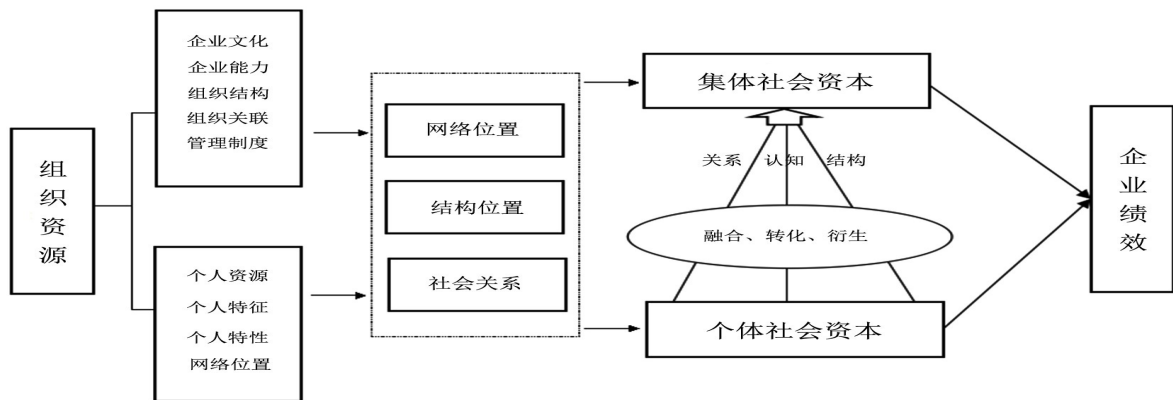 组织资源
企业文化
企业能力
组织结构
组织关联
管理制度
个人资源
个人特征
个人特性
网络位置
网络位置
结构位置
社会关系
集体社会资本
关系 认知 结构
融合、转化、衍生
个体社会资本
企业绩效